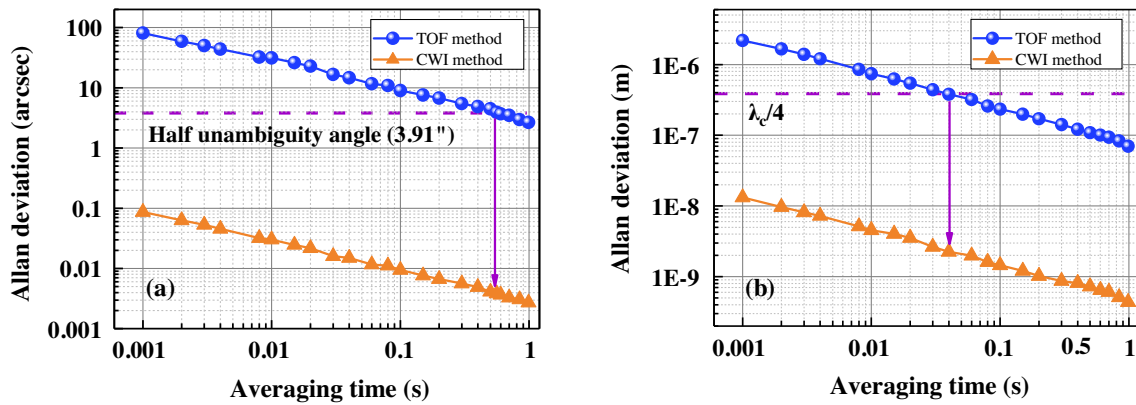 100
10
1
0.1
0.01
0.001
Allan deviation (arcsec)
TOF method
CWI method
Half unambiguity angle (3.91")
(a)
0.001
0.01
0.1
1
Averaging time (s)
1E-6
1E-7
1E-8
1E-9
Allan deviation (m)
TOF method
CWI method
λc/4
(b)
0.001
0.01
0.1
0.5
1
Averaging time (s)